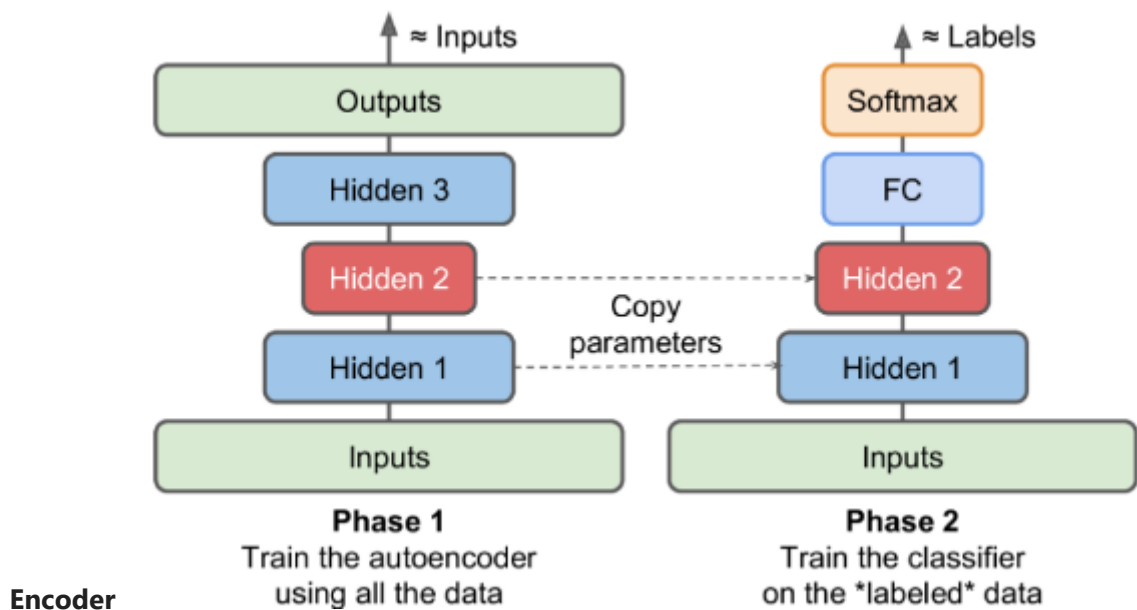 ≈ Inputs
≈ Labels
Outputs
Softmax
Hidden 3
FC
Hidden 2
Hidden 2
Copy
parameters
Hidden 1
Hidden 1
Inputs
Inputs
Phase 1
Train the autoencoder
using all the data
Phase 2
Train the classifier
on the *labeled* data
Encoder